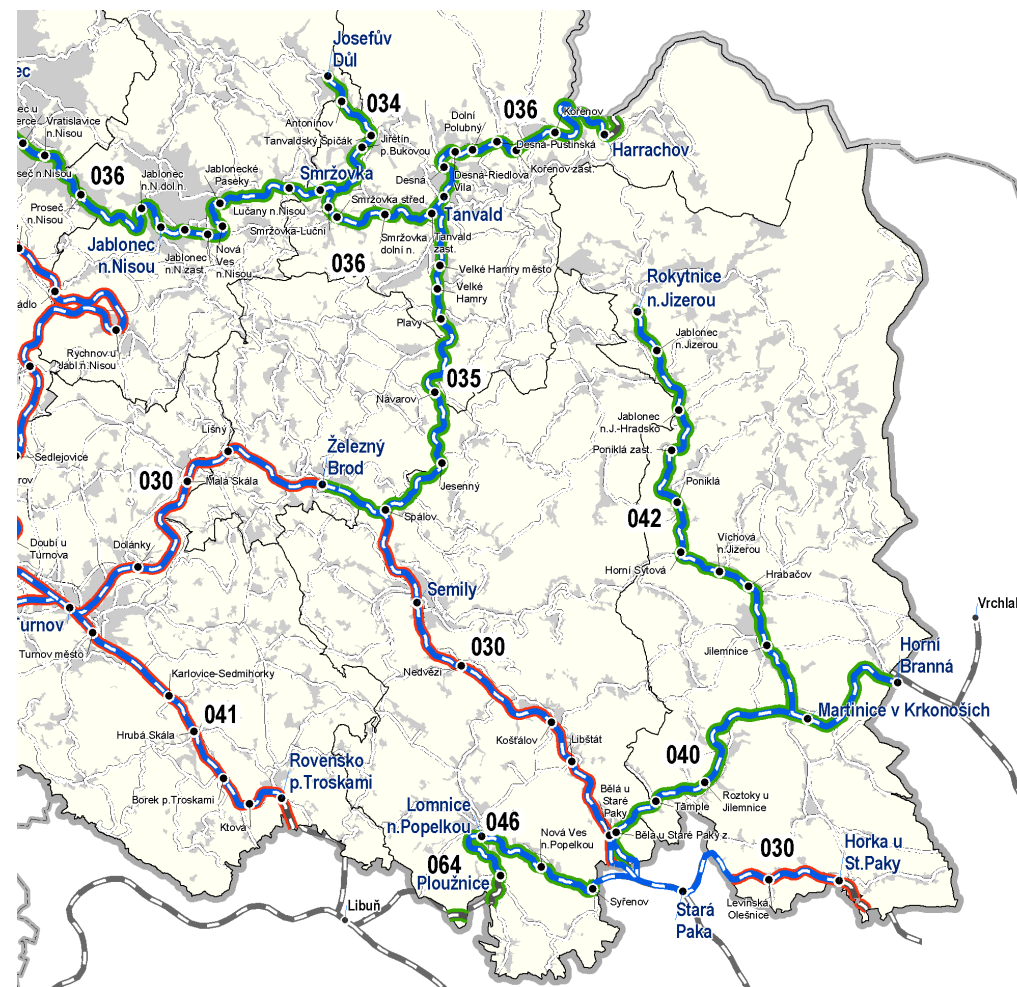 Josefův
Důl
ec
034
036
Kořenov
Dolní
Polubný
ec u
erce
Vratislavice
n.Nisou
Antonínov
Tanvaldský Špičák
Jiřetín
p.Bukovou
Desná-Pustinská
Harrachov
Kořenov zast.
seč n.Nisou
036
Jablonec
n.N.dol.n.
Jablonecké
Paseky
Smržovka
Desná
Desná-Riedlova
Vila
Proseč
n.Nisou
Lučany n.Nisou
Smržovka střed.
Tanvald
Smržovka-Luční
Jablonec
n.Nisou
Jablonec
n.N.zast.
Nová
Ves
n.Nisou
036
Smržovka
dolní n.
Tanvald
zast.
Velké Hamry město
Velké
Hamry
Rokytnice
n.Jizerou
ádlo
Plavy
Jablonec
n.Jizerou
Rychnov u
Jabl.n.Nisou
035
Návarov
Jablonec
n.J.-Hradsko
Líšný
Železný
Brod
Poniklá zast.
Sedlejovice
rov
030
Malá Skála
Jesenný
Poniklá
Spálov
042
Doubí u
Turnova
Dolánky
Víchová
n.Jizerou
Horní Sytová
Hrabačov
Semily
Vrchlab
urnov
Turnov město
030
Nedvězí
Jilemnice
Horní
Branná
Karlovice-Sedmihorky
041
Martinice v Krkonoších
Hrubá Skála
Košťálov
Libštát
040
Rovensko
p.Troskami
Bělá u
Staré
Paky
Roztoky u
Jilemnice
Borek p.Troskami
Lomnice
n.Popelkou
046
Tample
Ktová
Nová Ves
n.Popelkou
Bělá u Staré Paky z.
030
Horka u
St.Paky
064
Ploužnice
Libuň
Syřenov
Stará
Paka
Levínská
Olešnice